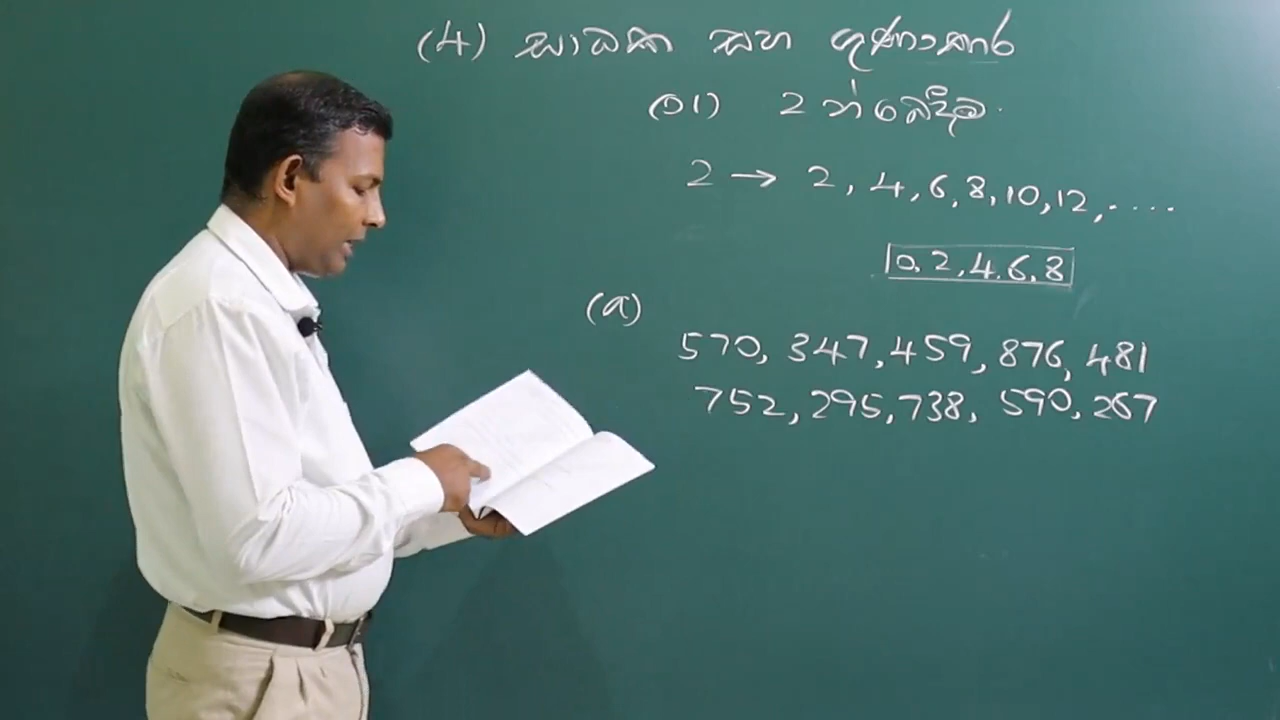 (4) සාධක සහ ගුණාකාර
(01) 2 න් බෙදීම.
2 → 2, 4, 6, 8, 10, 12, .....
0, 2, 4, 6, 8
(a)
570, 347, 459, 876, 481
752, 295, 738, 590, 267